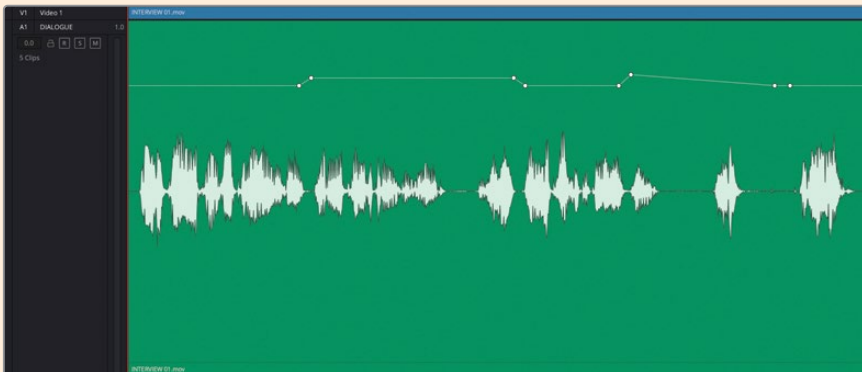 V1 Video 1
INTERVIEW 01.mov
A1 DIALOGUE 1.0
0.0 R S M
5 Clips
INTERVIEW 01.mov